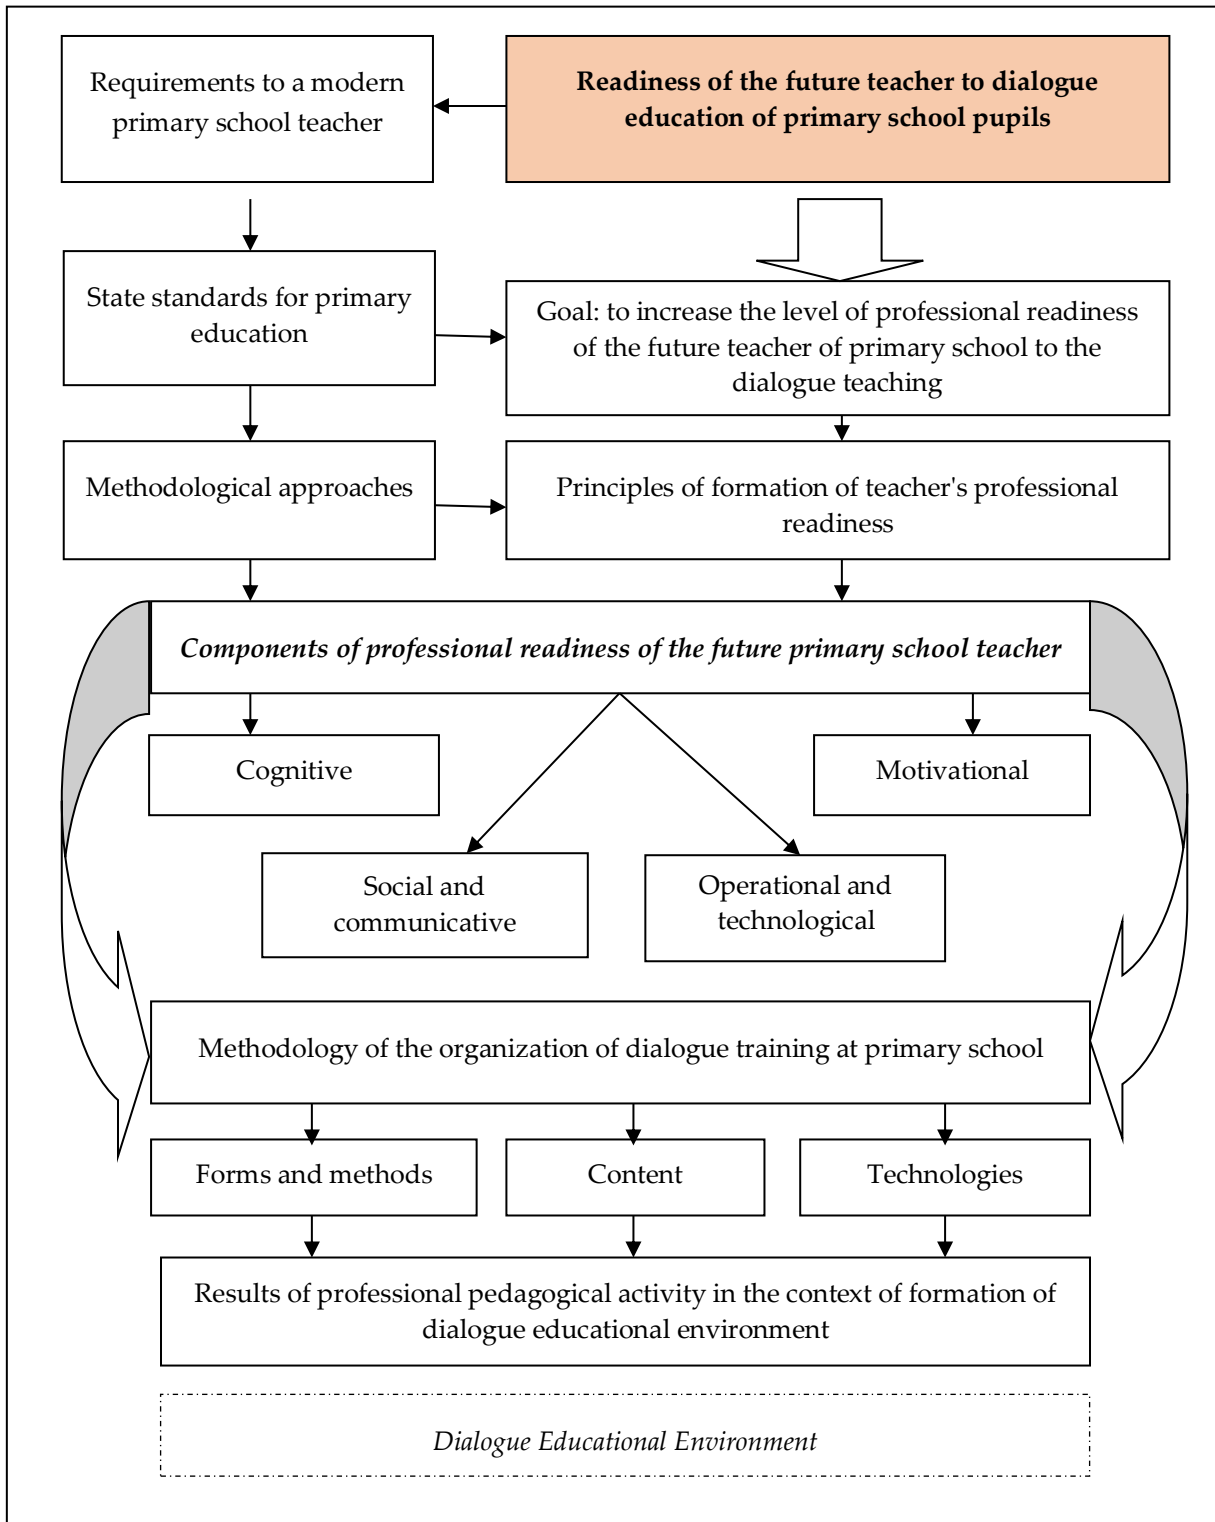 Requirements to a modern
primary school teacher
Readiness of the future teacher to dialogue
education of primary school pupils
State standards for primary
education
Goal: to increase the level of professional readiness
of the future teacher of primary school to the
dialogue teaching
Methodological approaches
Principles of formation of teacher's professional
readiness
Components of professional readiness of the future primary school teacher
Cognitive
Motivational
Social and
communicative
Operational and
technological
Methodology of the organization of dialogue training at primary school
Forms and methods
Content
Technologies
Results of professional pedagogical activity in the context of formation of
dialogue educational environment
Dialogue Educational Environment